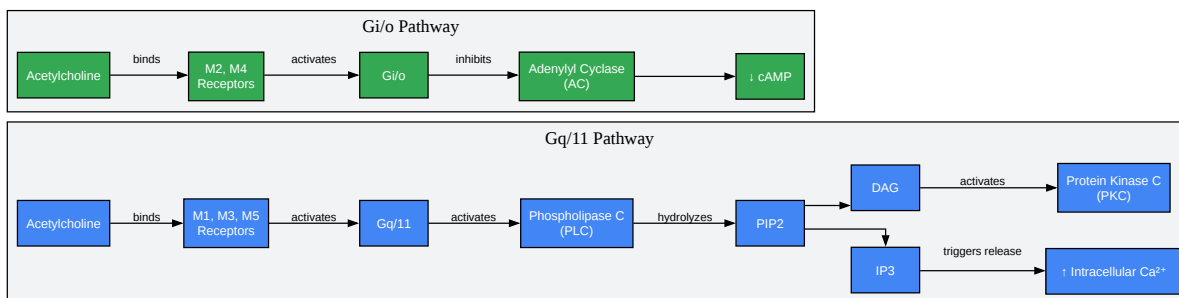 Gi/o Pathway
Acetylcholine
binds
M2, M4
Receptors
activates
Gi/o
inhibits
Adenylyl Cyclase
(AC)
↓ cAMP
Gq/11 Pathway
Acetylcholine
binds
M1, M3, M5
Receptors
activates
Gq/11
activates
Phospholipase C
(PLC)
hydrolyzes
PIP2
DAG
activates
Protein Kinase C
(PKC)
IP3
triggers release
↑ Intracellular Ca²⁺